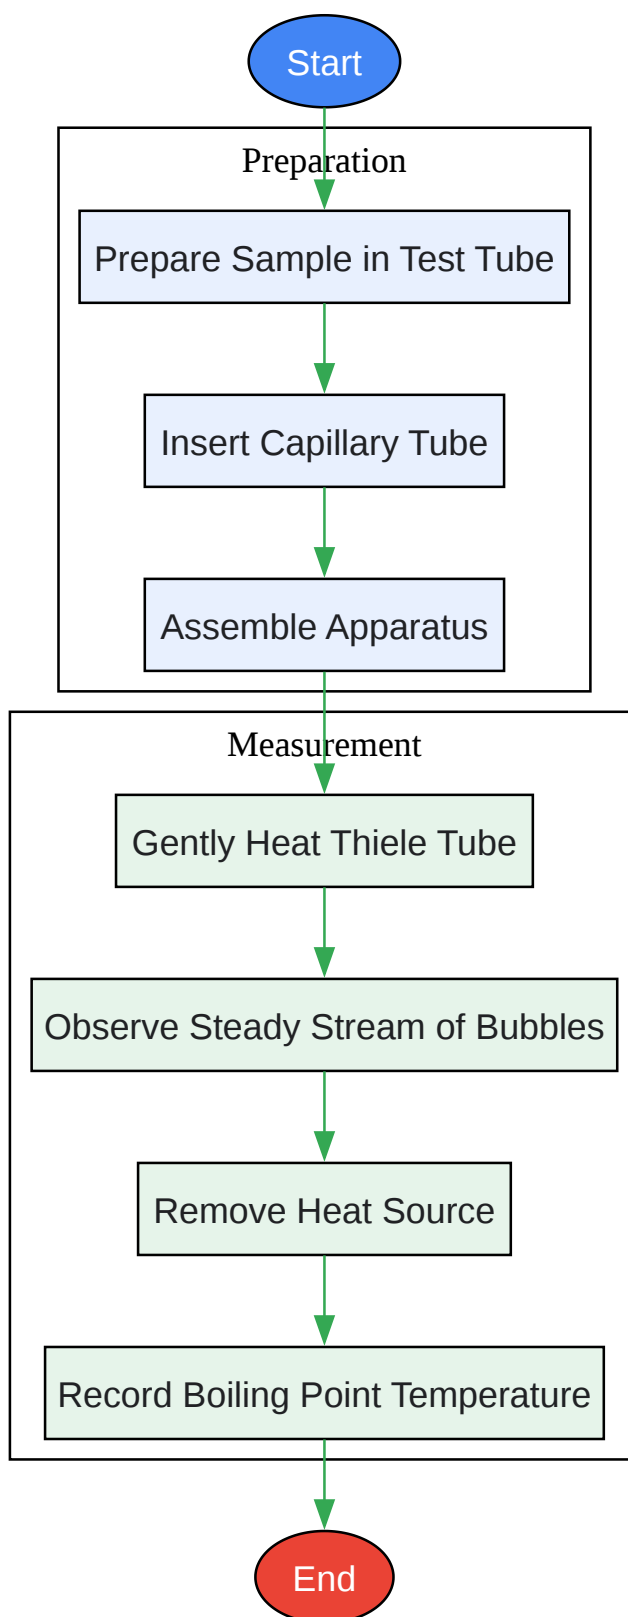 Start
Preparation
Prepare Sample in Test Tube
Insert Capillary Tube
Assemble Apparatus
Measurement
Gently Heat Thiele Tube
Observe Steady Stream of Bubbles
Remove Heat Source
Record Boiling Point Temperature
End